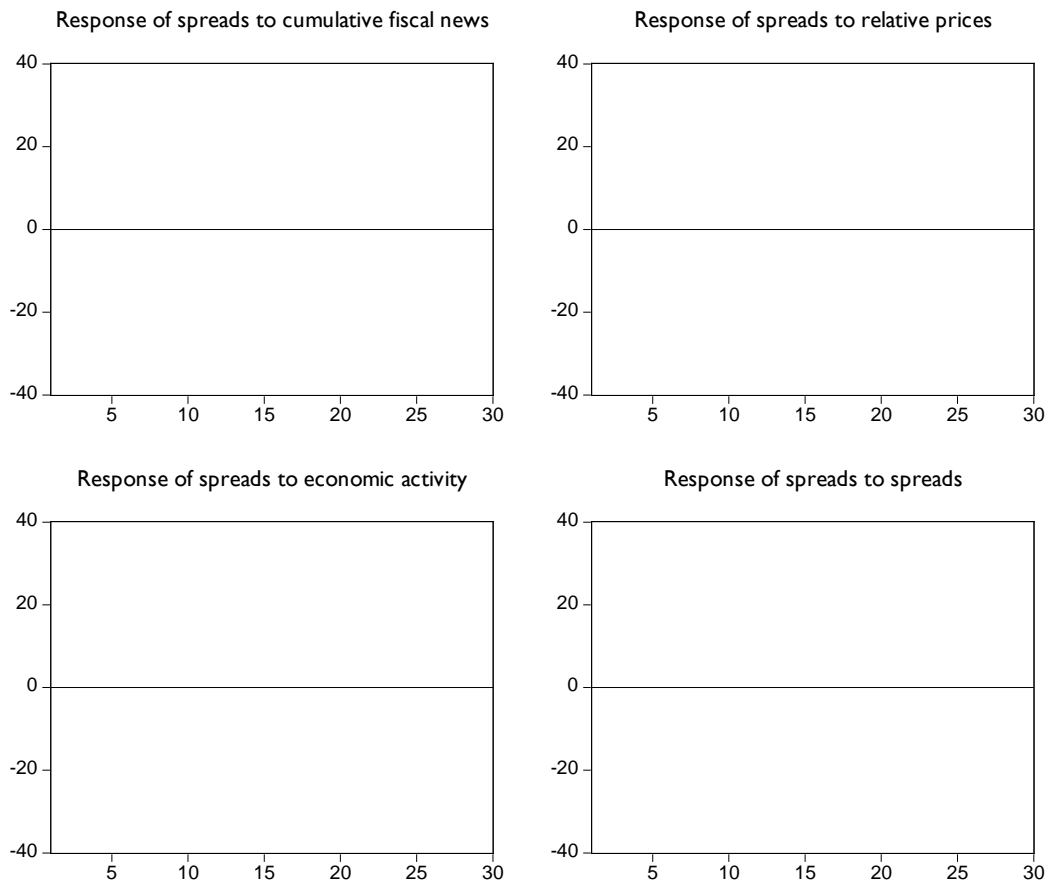 Response of spreads to cumulative fiscal news
40
20
0
-20
-40
5 10 15 20 25 30
Response of spreads to relative prices
40
20
0
-20
-40
5 10 15 20 25 30
Response of spreads to economic activity
40
20
0
-20
-40
5 10 15 20 25 30
Response of spreads to spreads
40
20
0
-20
-40
5 10 15 20 25 30